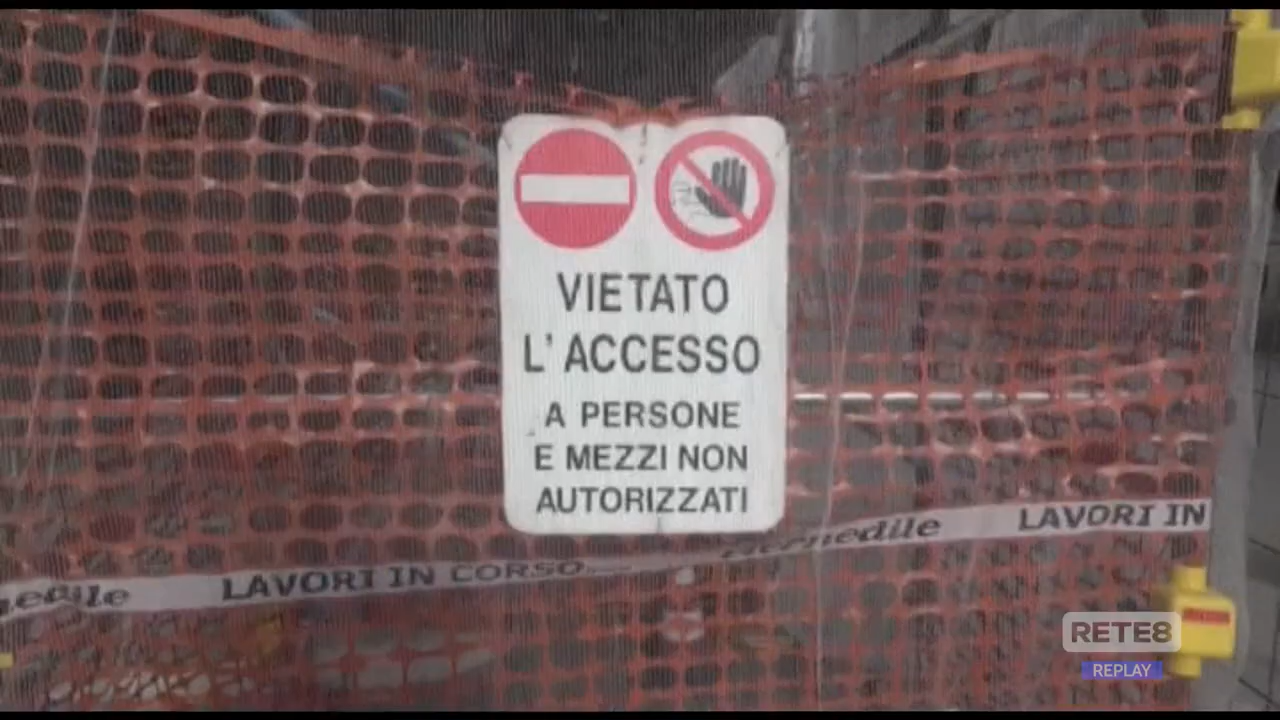 VIETATO
L'ACCESSO
A PERSONE
E MEZZI NON
AUTORIZZATI
LAVORI IN
LAVORI IN CORSO
RETE8
REPLAY